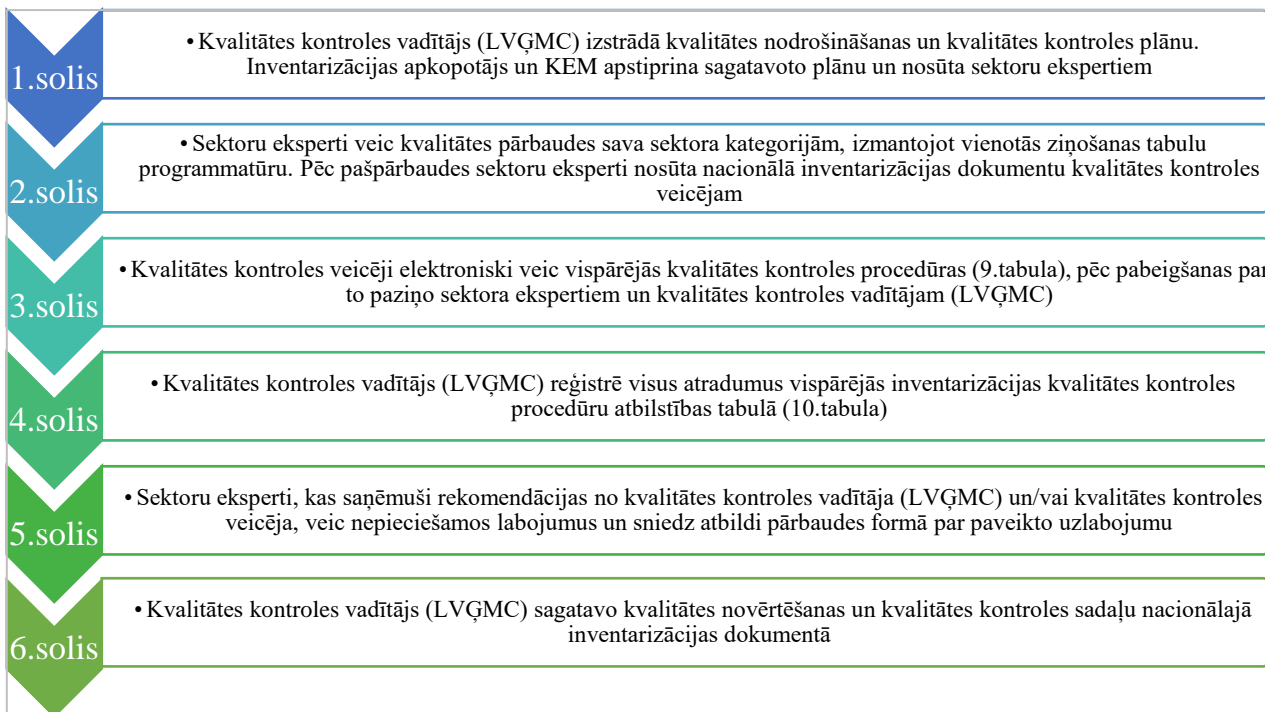 1.solis
• Kvalitātes kontroles vadītājs (LVĢMC) izstrādā kvalitātes nodrošināšanas un kvalitātes kontroles plānu.
Inventarizācijas apkopotājs un KEM apstiprina sagatavoto plānu un nosūta sektoru ekspertiem
2.solis
• Sektoru eksperti veic kvalitātes pārbaudes sava sektora kategorijām, izmantojot vienotās ziņošanas tabulu
programmatūru. Pēc pašpārbaudes sektoru eksperti nosūta nacionālā inventarizācijas dokumentu kvalitātes kontroles
veicējam
3.solis
• Kvalitātes kontroles veicēji elektroniski veic vispārējās kvalitātes kontroles procedūras (9.tabula), pēc pabeigšanas par
to paziņo sektora ekspertiem un kvalitātes kontroles vadītājam (LVĢMC)
4.solis
• Kvalitātes kontroles vadītājs (LVĢMC) reģistrē visus atradumus vispārējās inventarizācijas kvalitātes kontroles
procedūru atbilstības tabulā (10.tabula)
5.solis
• Sektoru eksperti, kas saņēmuši rekomendācijas no kvalitātes kontroles vadītāja (LVĢMC) un/vai kvalitātes kontroles
veicēja, veic nepieciešamos labojumus un sniedz atbildi pārbaudes formā par paveikto uzlabojumu
6.solis
• Kvalitātes kontroles vadītājs (LVĢMC) sagatavo kvalitātes novērtēšanas un kvalitātes kontroles sadaļu nacionālajā
inventarizācijas dokumentā